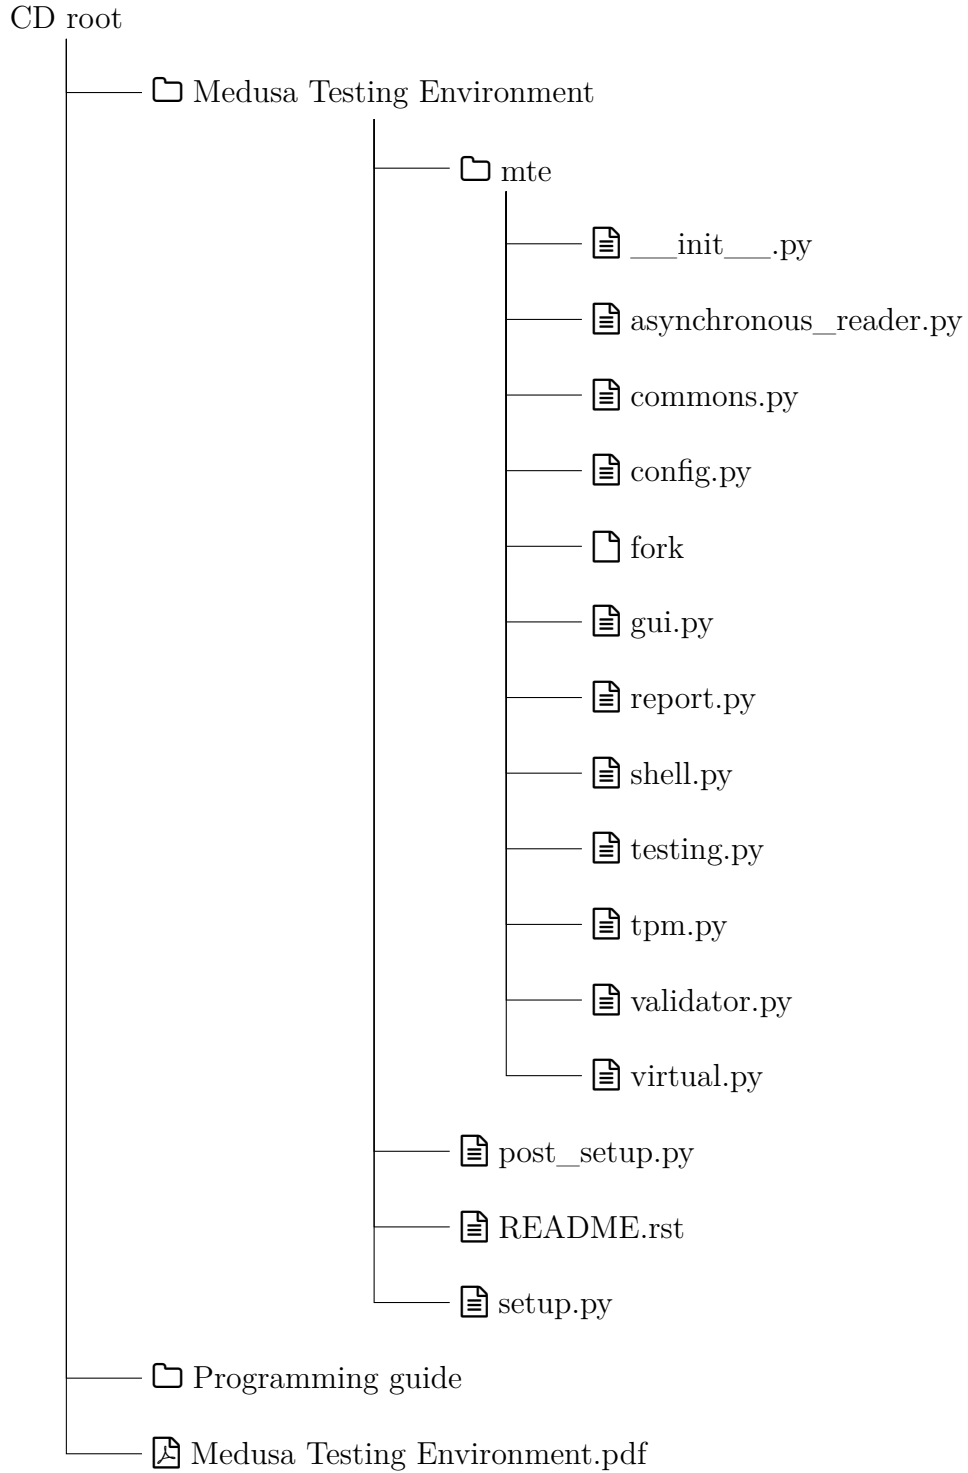 CD root
Medusa Testing Environment
mte
__init__.py
asynchronous_reader.py
commons.py
config.py
fork
gui.py
report.py
shell.py
testing.py
tpm.py
validator.py
virtual.py
post_setup.py
README.rst
setup.py
Programming guide
Medusa Testing Environment.pdf